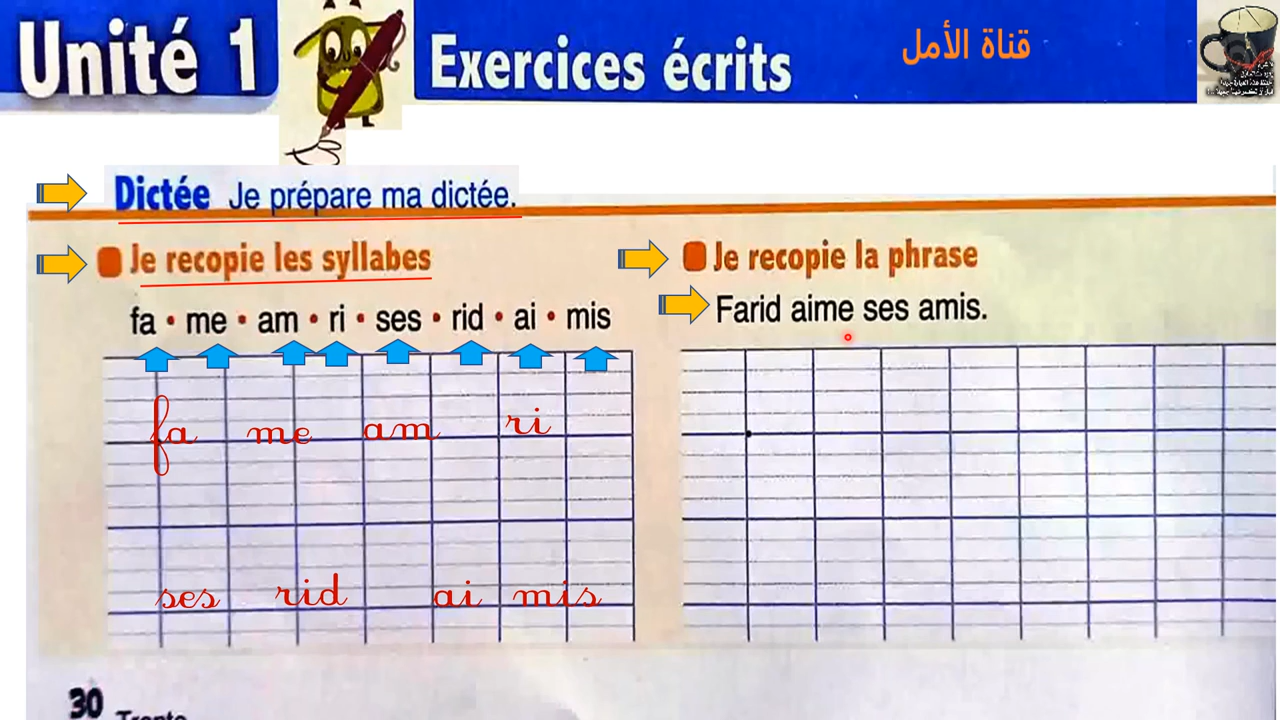 Unité 1
Exercices écrits
قناة الأمل
Dictée Je prépare ma dictée.
Je recopie les syllabes
fa • me • am • ri • ses • rid • ai • mis
fa me am ri
ses rid ai mis
Je recopie la phrase
Farid aime ses amis.
30 Trente